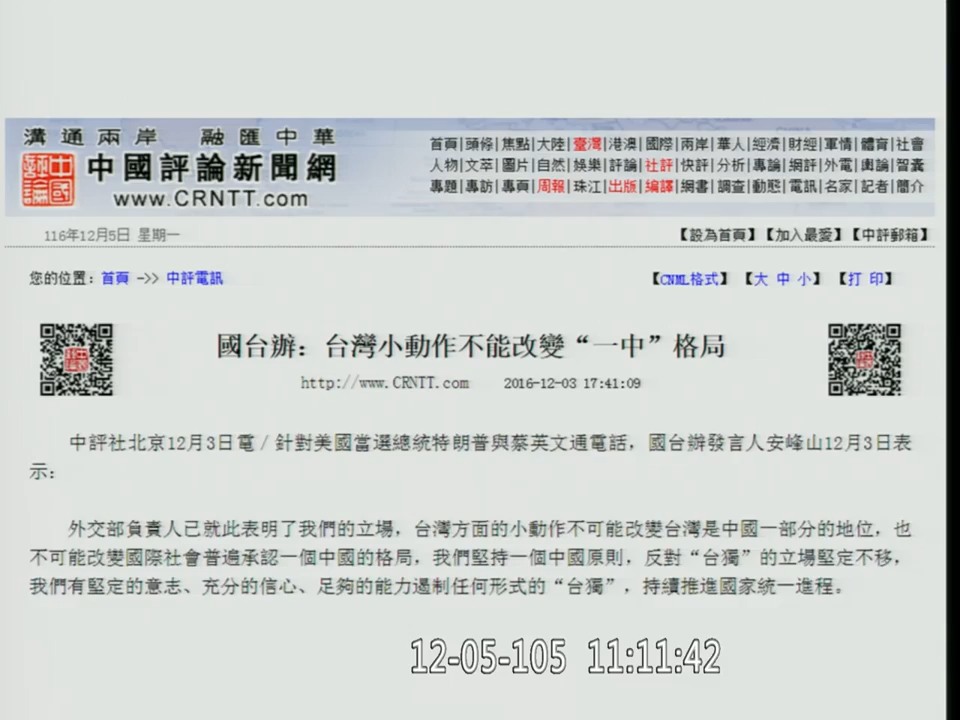 溝通兩岸 融匯中華
中國評論
中國評論新聞網
www.CRNTT.com
首頁|頭條|焦點|大陸|臺灣|港澳|國際|兩岸|華人|經濟|財經|軍情|體育|社會
人物|文萃|圖片|自然|娛樂|評論|社評|快評|分析|專論|網評|外電|輿論|智囊
專題|專訪|專頁|周報|珠江|出版|編譯|網書|調查|動態|電訊|名家|記者|簡介
116年12月5日 星期一
【設為首頁】【加入最愛】【中評郵箱】
您的位置：首頁 ->> 中評電訊
【CNML格式】 【大 中 小】 【打 印】
國台辦：台灣小動作不能改變“一中”格局
http://www.CRNTT.com 2016-12-03 17:41:09
中評社北京12月3日電／針對美國當選總統特朗普與蔡英文通電話，國台辦發言人安峰山12月3日表
示：
外交部負責人已就此表明了我們的立場，台灣方面的小動作不可能改變台灣是中國一部分的地位，也
不可能改變國際社會普遍承認一個中國的格局，我們堅持一個中國原則，反對“台獨”的立場堅定不移，
我們有堅定的意志、充分的信心、足夠的能力遏制任何形式的“台獨”，持續推進國家統一進程。
12-05-105 11:11:42